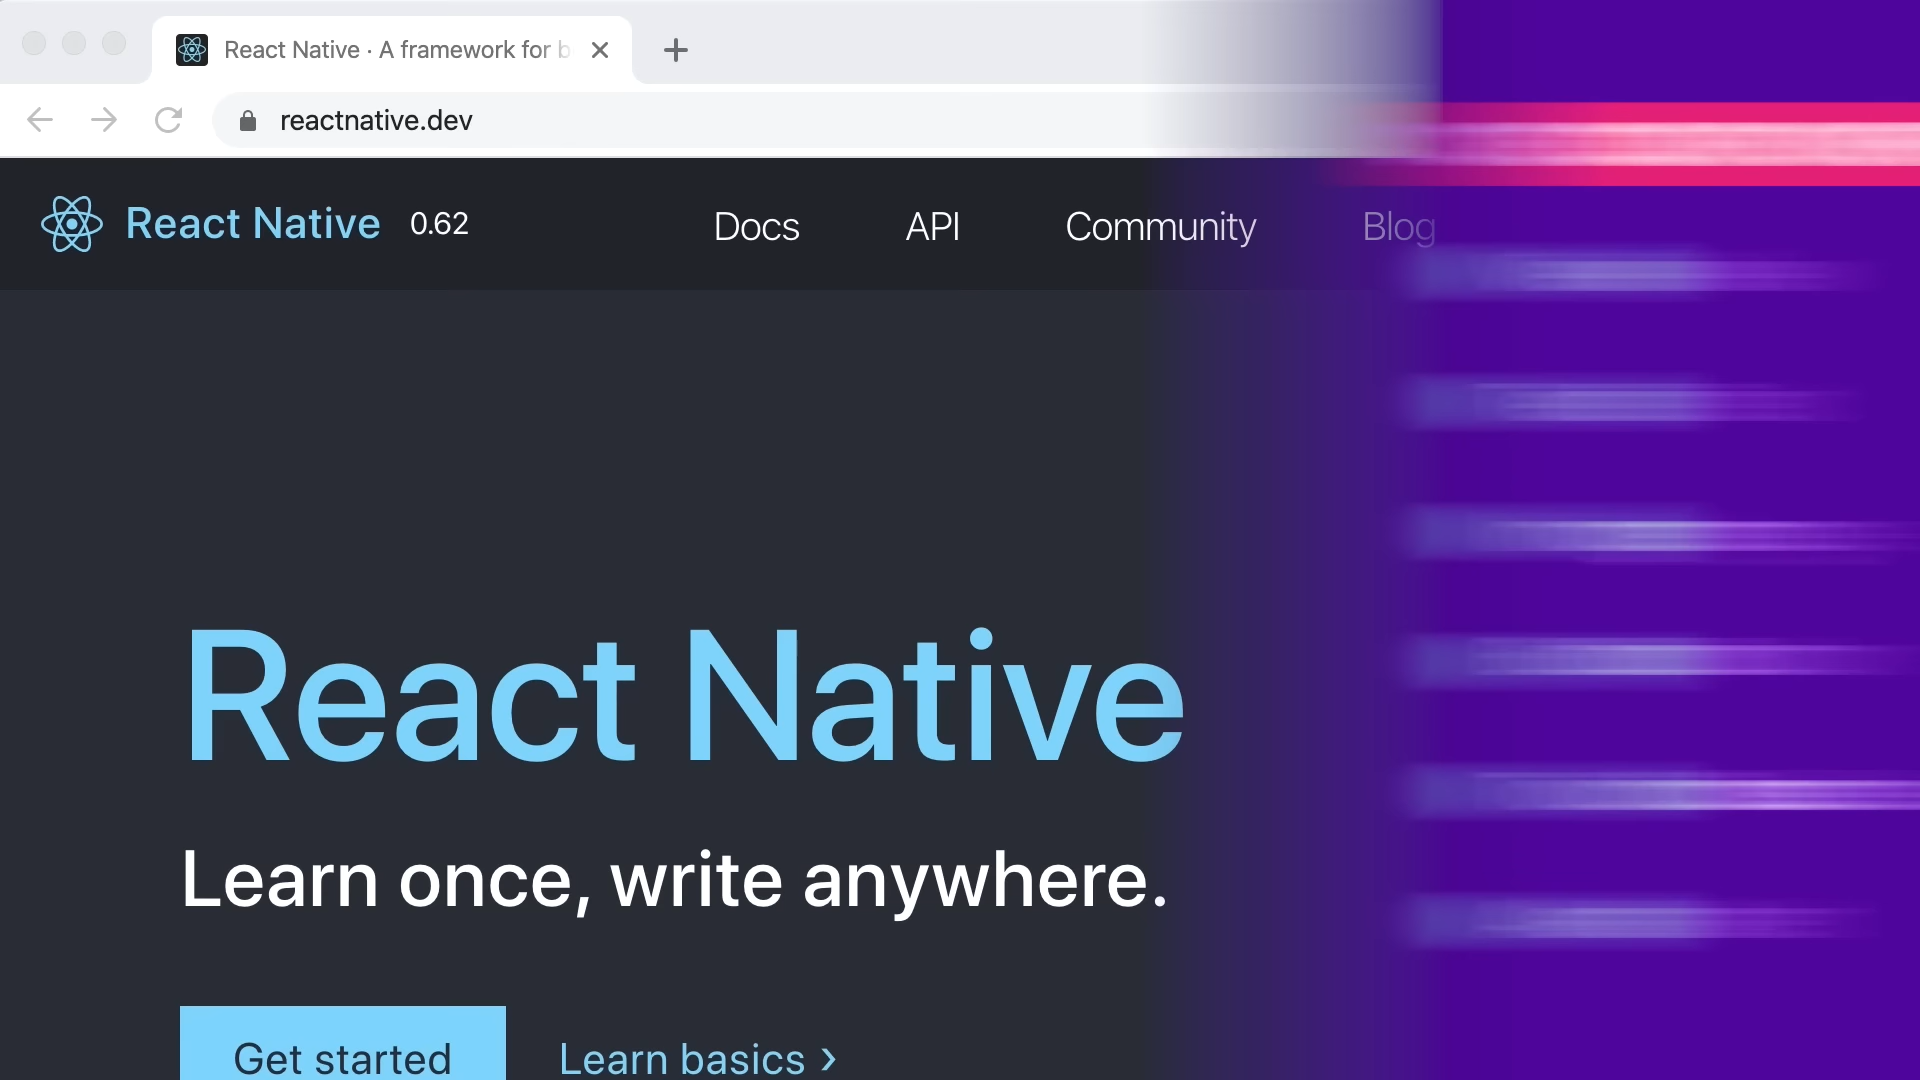 React Native · A framework for b
reactnative.dev
React Native 0.62 Docs API Community Blog
React Native
Learn once, write anywhere.
Get started Learn basics ›